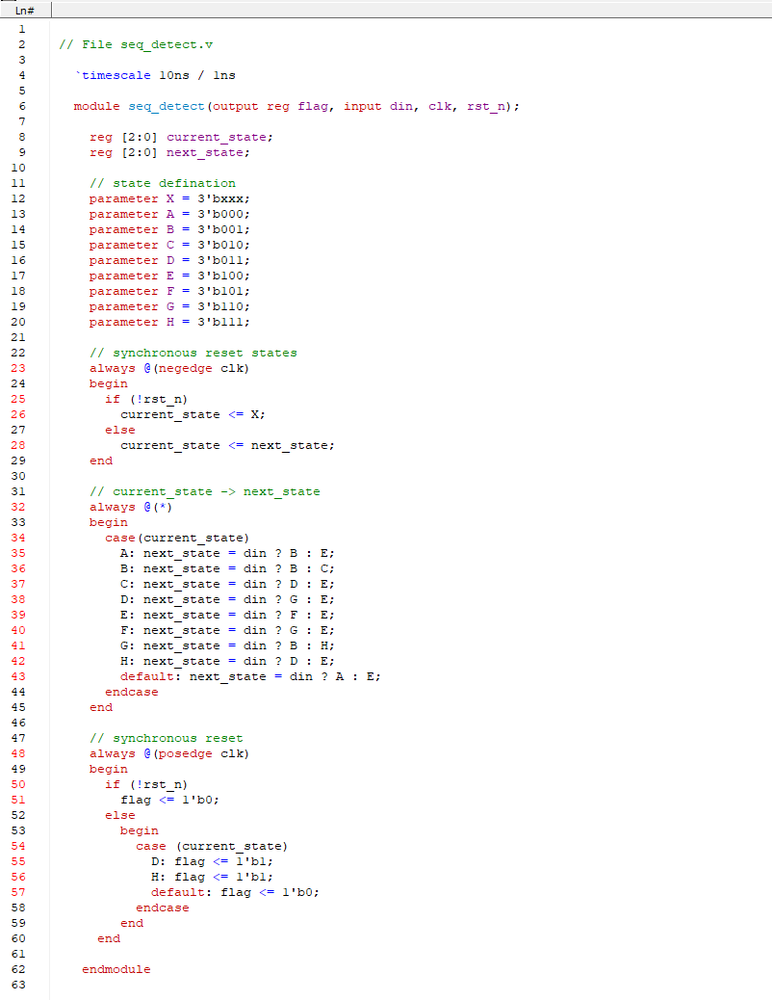 Ln#
1
2 // File seq_detect.v
3
4 `timescale 10ns / 1ns
5
6 module seq_detect(output reg flag, input din, clk, rst_n);
7
8 reg [2:0] current_state;
9 reg [2:0] next_state;
10
11 // state defination
12 parameter X = 3'bxxx;
13 parameter A = 3'b000;
14 parameter B = 3'b001;
15 parameter C = 3'b010;
16 parameter D = 3'b011;
17 parameter E = 3'b100;
18 parameter F = 3'b101;
19 parameter G = 3'b110;
20 parameter H = 3'b111;
21
22 // synchronous reset states
23 always @(negedge clk)
24 begin
25 if (!rst_n)
26 current_state <= X;
27 else
28 current_state <= next_state;
29 end
30
31 // current_state -> next_state
32 always @(*)
33 begin
34 case(current_state)
35 A: next_state = din ? B : E;
36 B: next_state = din ? B : C;
37 C: next_state = din ? D : E;
38 D: next_state = din ? G : E;
39 E: next_state = din ? F : E;
40 F: next_state = din ? G : E;
41 G: next_state = din ? B : H;
42 H: next_state = din ? D : E;
43 default: next_state = din ? A : E;
44 endcase
45 end
46
47 // synchronous reset
48 always @(posedge clk)
49 begin
50 if (!rst_n)
51 flag <= 1'b0;
52 else
53 begin
54 case (current_state)
55 D: flag <= 1'b1;
56 H: flag <= 1'b1;
57 default: flag <= 1'b0;
58 endcase
59 end
60 end
61
62 endmodule
63